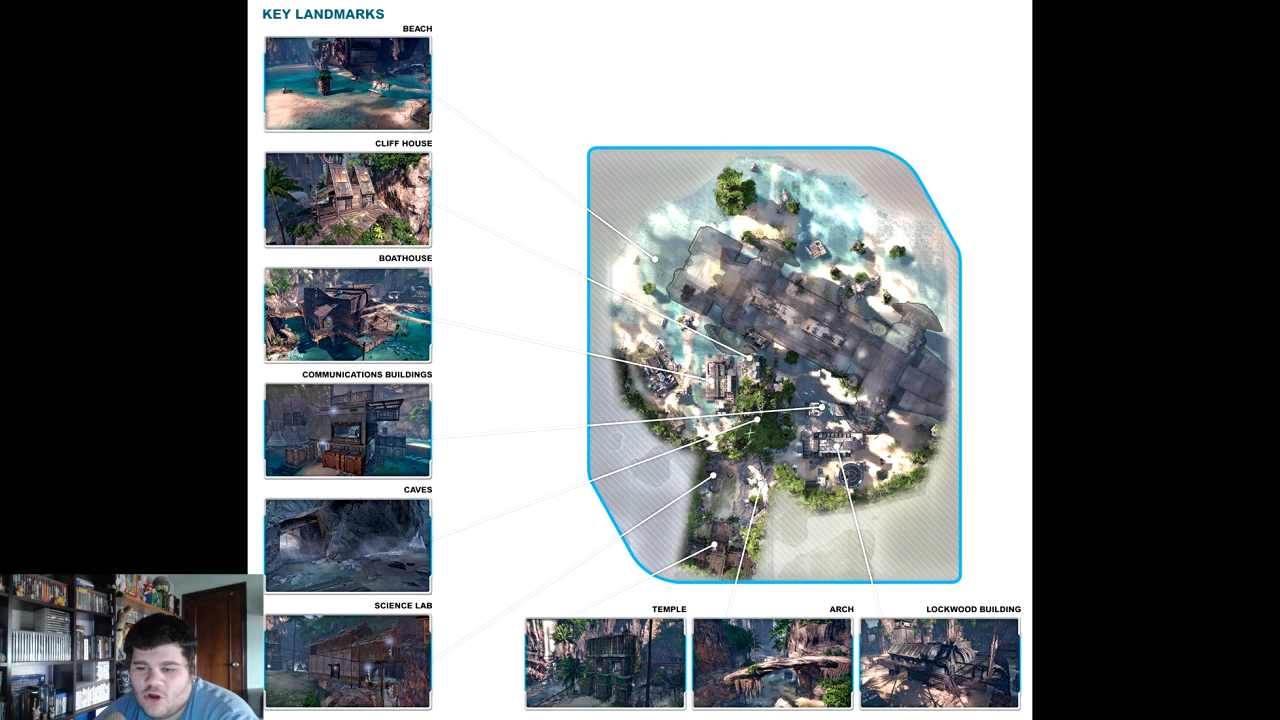 KEY LANDMARKS
BEACH
CLIFF HOUSE
BOATHOUSE
COMMUNICATIONS BUILDINGS
CAVES
SCIENCE LAB
TEMPLE
ARCH
LOCKWOOD BUILDING